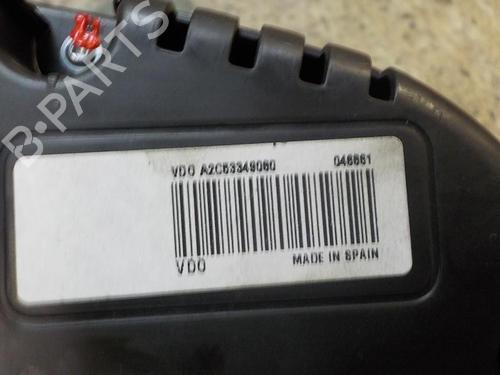 B-PARTS
VDO A2C53349060 046661
VDO MADE IN SPAIN